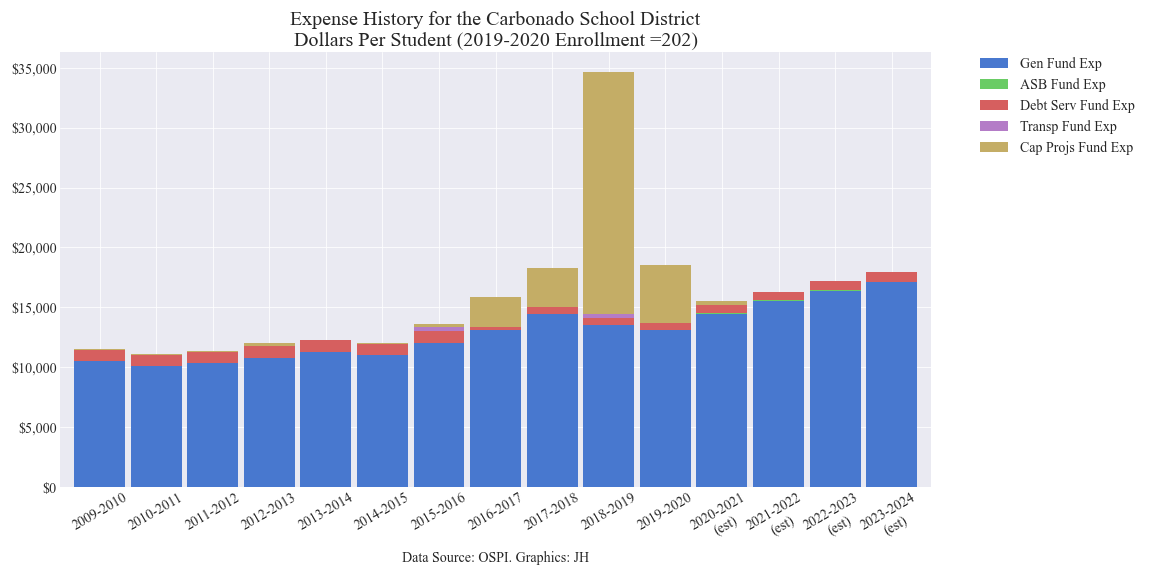 Expense History for the Carbonado School District
Dollars Per Student (2019-2020 Enrollment =202)
$35,000
$30,000
$25,000
$20,000
$15,000
$10,000
$5,000
$0
Gen Fund Exp
ASB Fund Exp
Debt Serv Fund Exp
Transp Fund Exp
Cap Projs Fund Exp
2009-2010
2010-2011
2011-2012
2012-2013
2013-2014
2014-2015
2015-2016
2016-2017
2017-2018
2018-2019
2019-2020
2020-2021
(est)
2021-2022
(est)
2022-2023
(est)
2023-2024
(est)
Data Source: OSPI. Graphics: JH